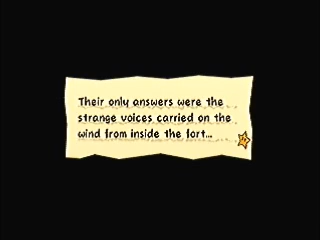 Their only answers were the
strange voices carried on the
wind from inside the fort...